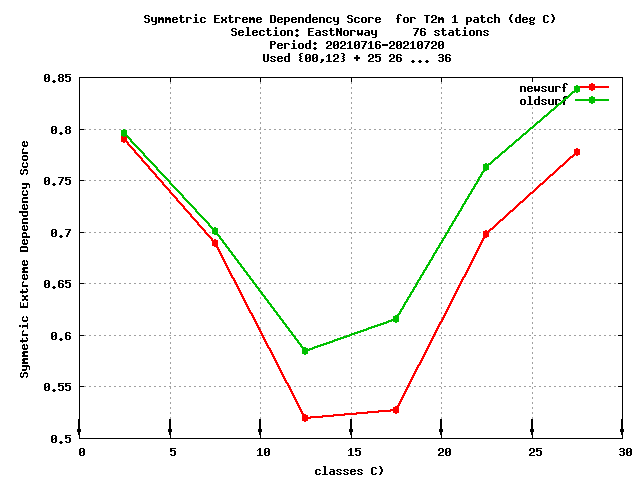 Symmetric Extreme Dependency Score  for T2m 1 patch (deg C)
Selection: EastNorway     76 stations
Period: 20210716-20210720
Used {00,12} + 25 26 ... 36
newsurf
oldsurf
Symmetric Extreme Dependency Score
0.85
0.8
0.75
0.7
0.65
0.6
0.55
0.5
0 5 10 15 20 25 30
classes C)